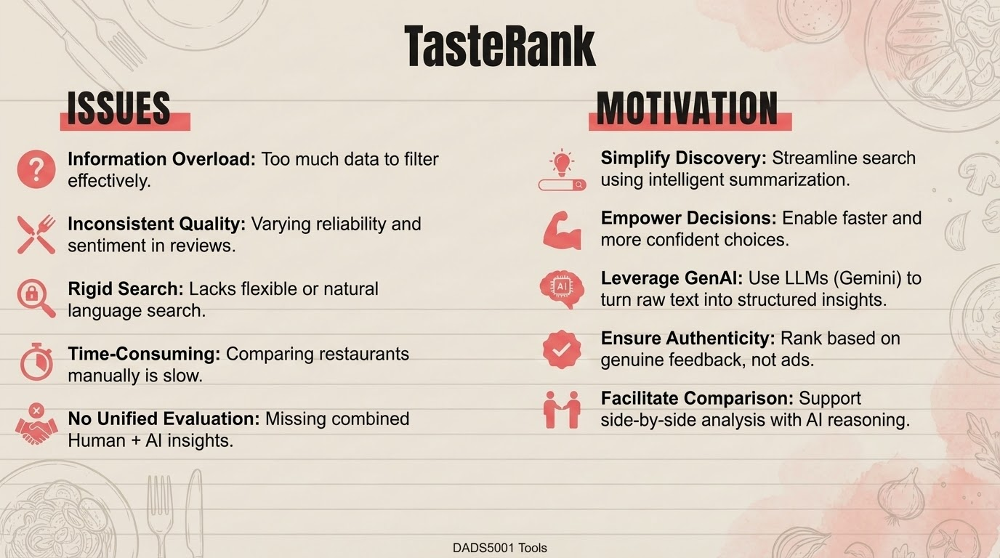 TasteRank
ISSUES
Information Overload: Too much data to filter
effectively.
Inconsistent Quality: Varying reliability and
sentiment in reviews.
Rigid Search: Lacks flexible or natural
language search.
Time-Consuming: Comparing restaurants
manually is slow.
No Unified Evaluation: Missing combined
Human + AI insights.
MOTIVATION
Simplify Discovery: Streamline search
using intelligent summarization.
Empower Decisions: Enable faster and
more confident choices.
AI
Leverage GenAI: Use LLMs (Gemini) to
turn raw text into structured insights.
Ensure Authenticity: Rank based on
genuine feedback, not ads.
Facilitate Comparison: Support
side-by-side analysis with AI reasoning.
DADS5001 Tools